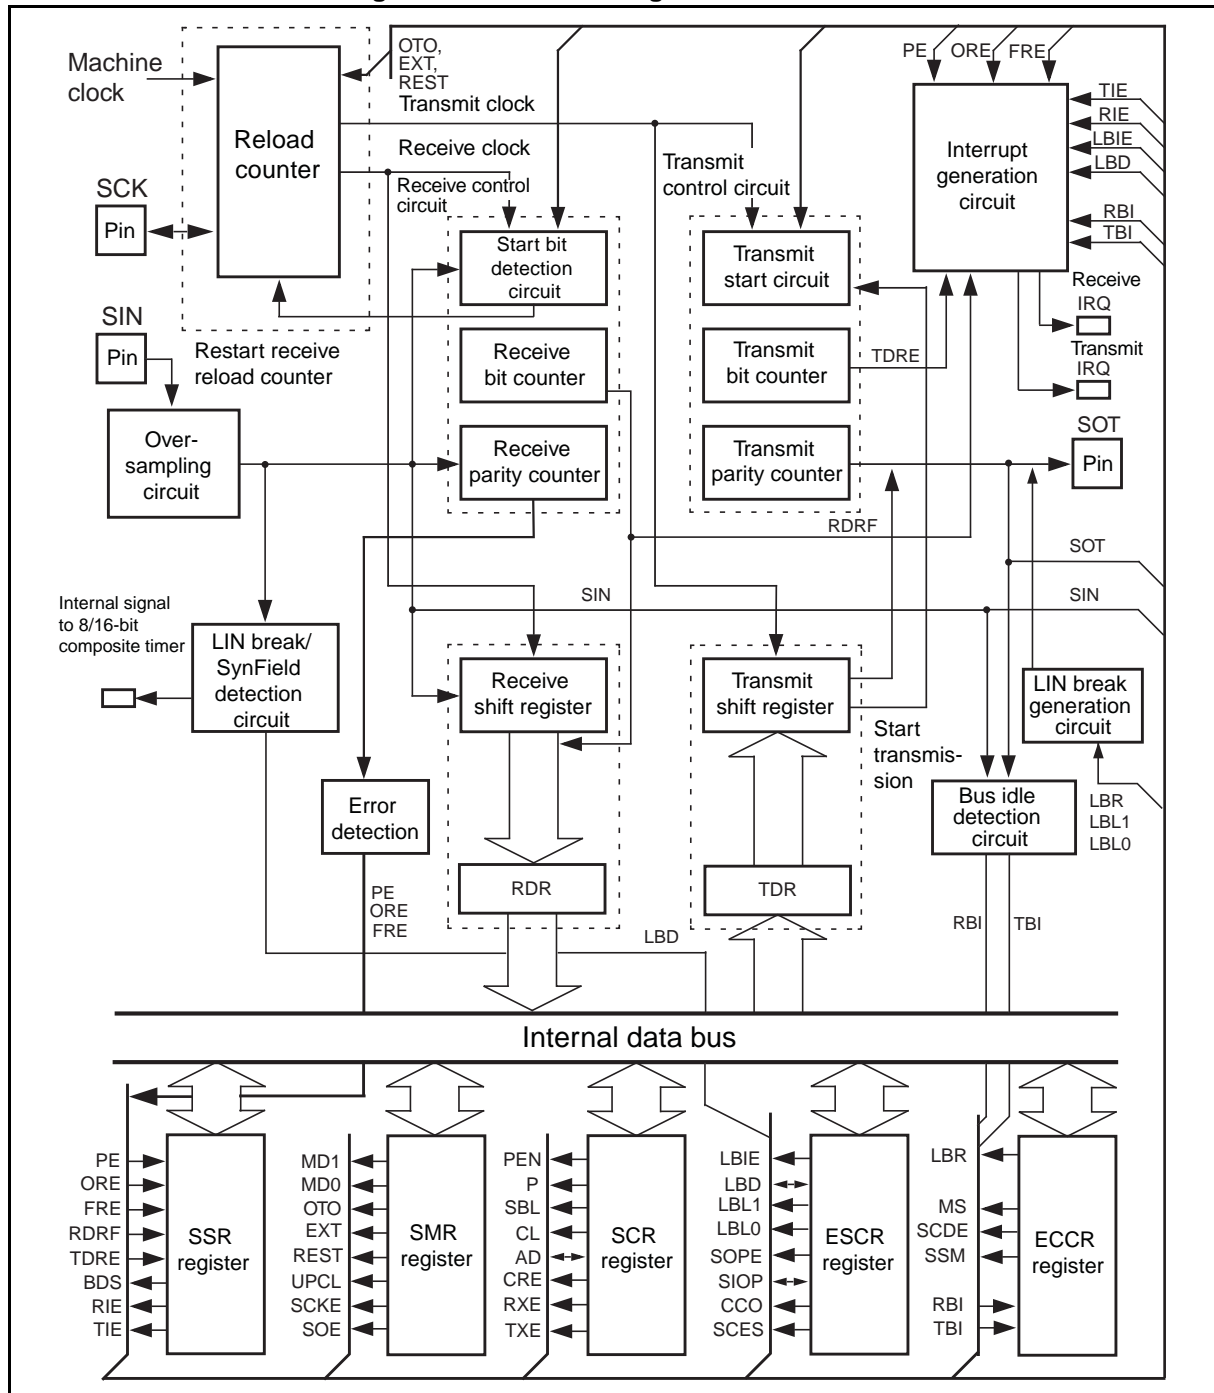 Machine
clock
SCK
Pin
SIN
Pin
Reload
counter
OTO,
EXT,
REST
Transmit clock
Receive clock
Receive control
circuit
Transmit
control circuit
PE
ORE
FRE
Interrupt
generation
circuit
TIE
RIE
LBIE
LBD
RBI
TBI
Receive
IRQ
Transmit
IRQ
Start bit
detection
circuit
Transmit
start circuit
Restart receive
reload counter
Receive
bit counter
Transmit
bit counter
TDRE
Over-
sampling
circuit
Receive
parity counter
Transmit
parity counter
SOT
Pin
RDRF
SOT
SIN
SIN
Internal signal
to 8/16-bit
composite timer
LIN break/
SynField
detection
circuit
Receive
shift register
Transmit
shift register
Start
transmis-
sion
LIN break
generation
circuit
Error
detection
Bus idle
detection
circuit
LBR
LBL1
LBL0
RDR
TDR
PE
ORE
FRE
LBD
RBI
TBI
Internal data bus
PE
ORE
FRE
RDRF
TDRE
BDS
RIE
TIE
SSR
register
MD1
MD0
OTO
EXT
REST
UPCL
SCKE
SOE
SMR
register
PEN
P
SBL
CL
AD
CRE
RXE
TXE
SCR
register
LBIE
LBD
LBL1
LBL0
SOPE
SIOP
CCO
SCES
ESCR
register
LBR
MS
SCDE
SSM
RBI
TBI
ECCR
register